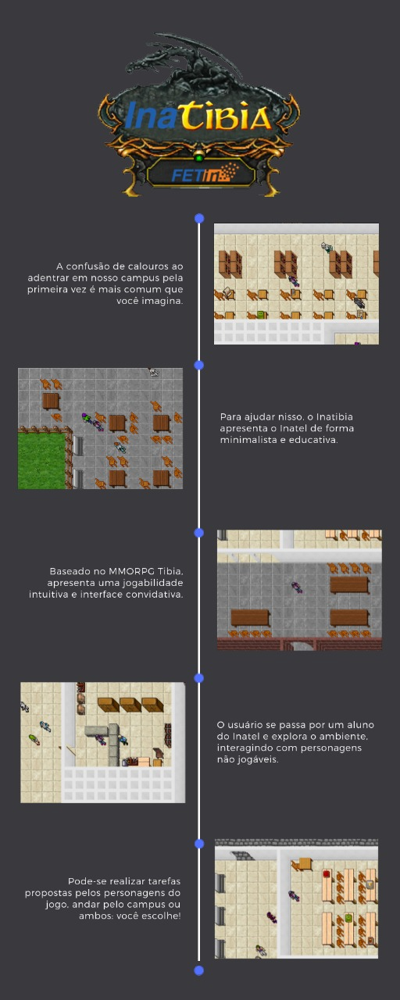 InaTibia
FETIN
A confusão de calouros ao
adentrar em nosso campus pela
primeira vez é mais comum que
você imagina.
Para ajudar nisso, o Inatibia
apresenta o Inatel de forma
minimalista e educativa.
Baseado no MMORPG Tibia,
apresenta uma jogabilidade
intuitiva e interface convidativa.
O usuário se passa por um aluno
do Inatel e explora o ambiente,
interagindo com personagens
não jogáveis.
Pode-se realizar tarefas
propostas pelos personagens do
jogo, andar pelo campus ou
ambos: você escolhe!